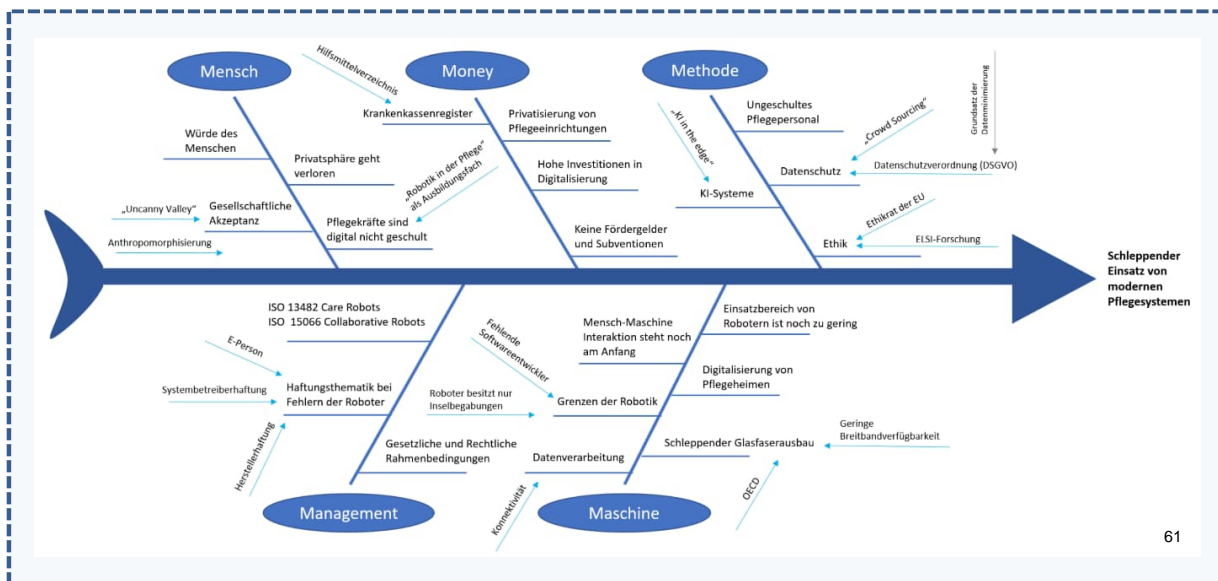 Mensch
Money
Methode
Hilfsmittelverzeichnis
Krankenkassenregister
Würde des
Menschen
Privatsphäre geht
verloren
„Uncanny Valley“
Gesellschaftliche
Akzeptanz
Anthropomorphisierung
Pflegekräfte sind
digital nicht geschult
„Robotik in der Pflege“
als Ausbildungsfach
Privatisierung von
Pflegeeinrichtungen
Hohe Investitionen in
Digitalisierung
Keine Fördergelder
und Subventionen
„KI in the edge“
KI-Systeme
Ungeschultes
Pflegepersonal
„Crowd Sourcing“
Grundsatz der
Datenminimierung
Datenschutz
Datenschutzverordnung (DSGVO)
Ethikrat der EU
Ethik
ELSI-Forschung
Schleppender
Einsatz von
modernen
Pflegesystemen
ISO 13482 Care Robots
ISO 15066 Collaborative Robots
E-Person
Systembetreiberhaftung
Haftungsthematik bei
Fehlern der Roboter
Herstellerhaftung
Gesetzliche und Rechtliche
Rahmenbedingungen
Mensch-Maschine
Interaktion steht noch
am Anfang
Fehlende
Softwareentwickler
Roboter besitzt nur
Inselbegabungen
Grenzen der Robotik
Datenverarbeitung
Konnektivität
Einsatzbereich von
Robotern ist noch zu gering
Digitalisierung von
Pflegeheimen
Schleppender Glasfaserausbau
Geringe
Breitbandverfügbarkeit
OECD
Management
Maschine
61